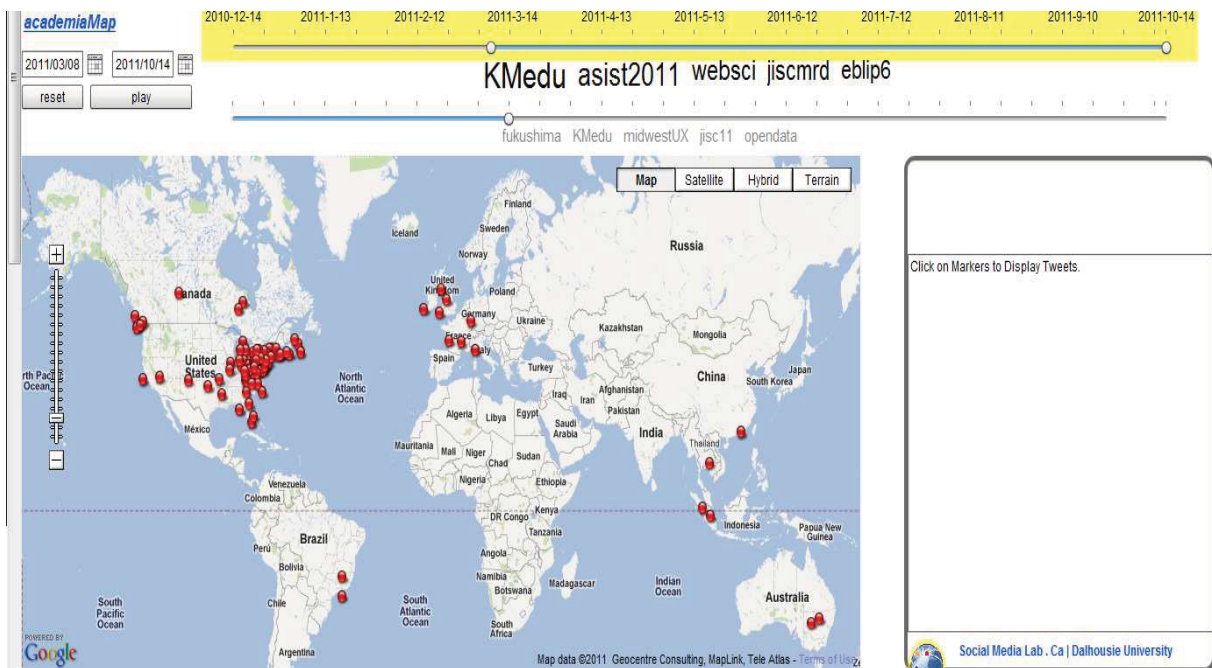 academiaMap
2010-12-14 2011-1-13 2011-2-12 2011-3-14 2011-4-13 2011-5-13 2011-6-12 2011-7-12 2011-8-11 2011-9-10 2011-10-14
2011/03/08 2011/10/14
reset play
KMedu asist2011 websci jiscmrd eblip6
fukushima KMedu midwestUX jisc11 opendata
Map Satellite Hybrid Terrain
Finland
Iceland
Sweden
Russia
Norway
Canada
United Kingdom
Poland
Germany
Ukraine
France
Kazakhstan
Mongolia
Italy
Spain
United States
Turkey
China
Japan
South Korea
North Pacific Ocean
North Atlantic Ocean
Iraq
Iran
Afghanistan
Pakistan
Algeria
Libya
Egypt
Saudi Arabia
India
México
Thailand
Mauritania
Mali
Niger
Chad
Sudan
Nigeria
Ethiopia
Venezuela
Colombia
Kenya
DR Congo
Tanzania
Indonesia
Papua New Guinea
Brazil
Perú
Bolivia
Angola
Namibia
Botswana
Madagascar
Indian Ocean
Australia
Chile
South Pacific Ocean
South Atlantic Ocean
South Africa
Argentina
POWERED BY
Google
Map data ©2011 Geocentre Consulting, MapLink, Tele Atlas - Terms of Use
Click on Markers to Display Tweets.
Social Media Lab . Ca | Dalhousie University